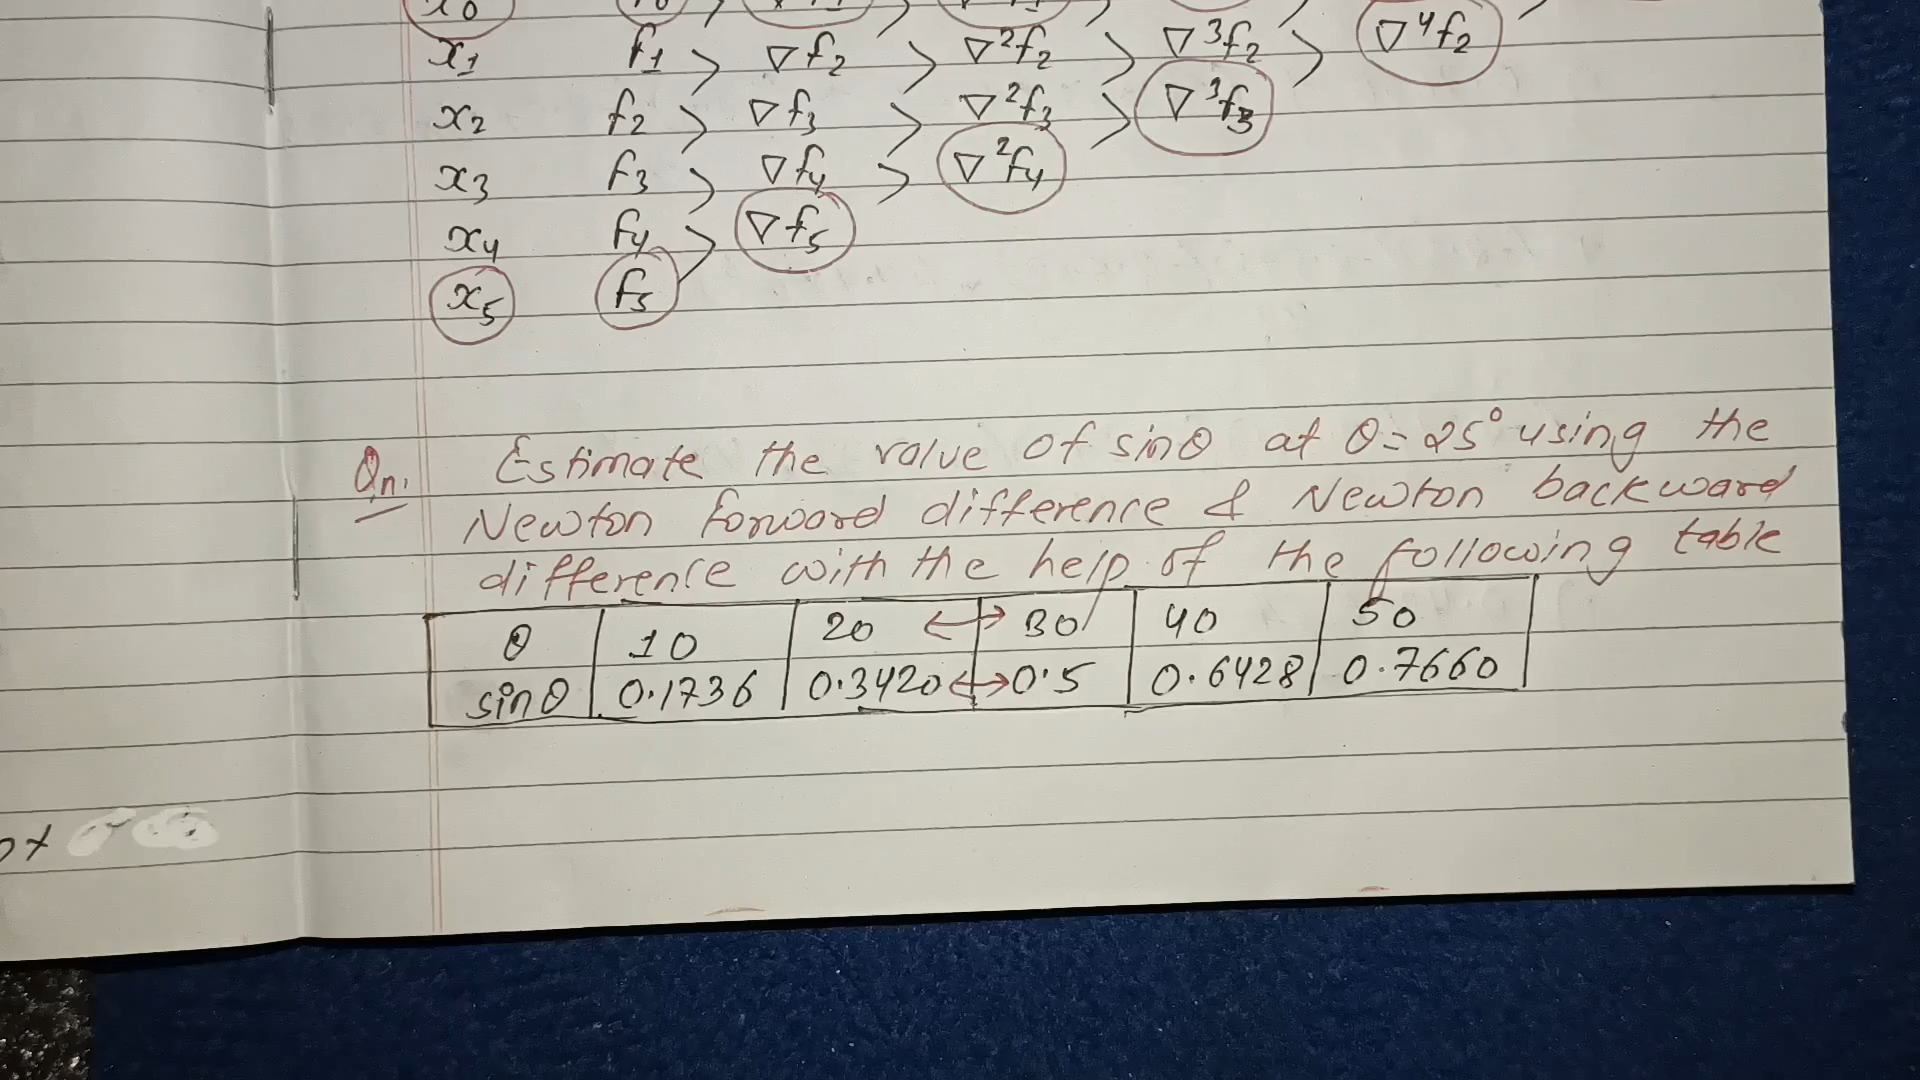 x0
x1 f1 > ∇f2 > ∇²f2 > ∇³f2 > ∇⁴f2
x2 f2 > ∇f3 > ∇²f3 > ∇³f3
x3 f3 > ∇f4 > ∇²f4
x4 f4 > ∇f5
x5 f5
Qn. Estimate the value of sinθ at θ = 25° using the
Newton forward difference & Newton backward
difference with the help of the following table
θ 10 20 ↔ 30 40 50
sinθ 0.1736 0.3420 ↔ 0.5 0.6428 0.7660